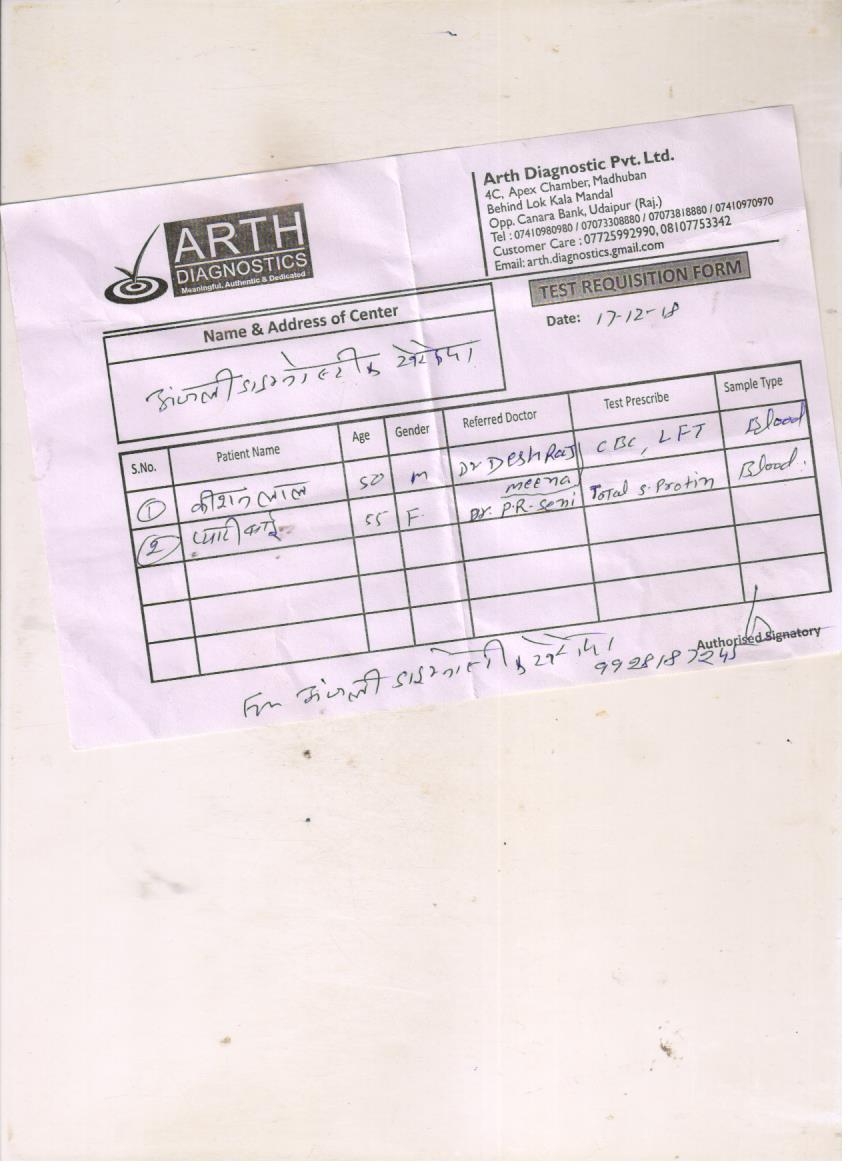 ARTH
DIAGNOSTICS
Meaningful, Authentic & Dedicated
Arth Diagnostic Pvt. Ltd.
4C, Apex Chamber, Madhuban
Behind Lok Kala Mandal
Opp. Canara Bank, Udaipur (Raj.)
Tel : 07410980980 / 07073308880 / 07073818880 / 07410970970
Customer Care : 07725992990, 08107753342
Email: arth.diagnostics.gmail.com
TEST REQUISITION FORM
Date: 17-12-18
Name & Address of Center
S.No. Patient Name Age Gender Referred Doctor Test Prescribe Sample Type
1 लाल 50 M Dr Desh Raj meena CBC, LFT Blood
2 55 F Dr. P.R. Soni Total S. Protin Blood.
Authorised Signatory
9928187245